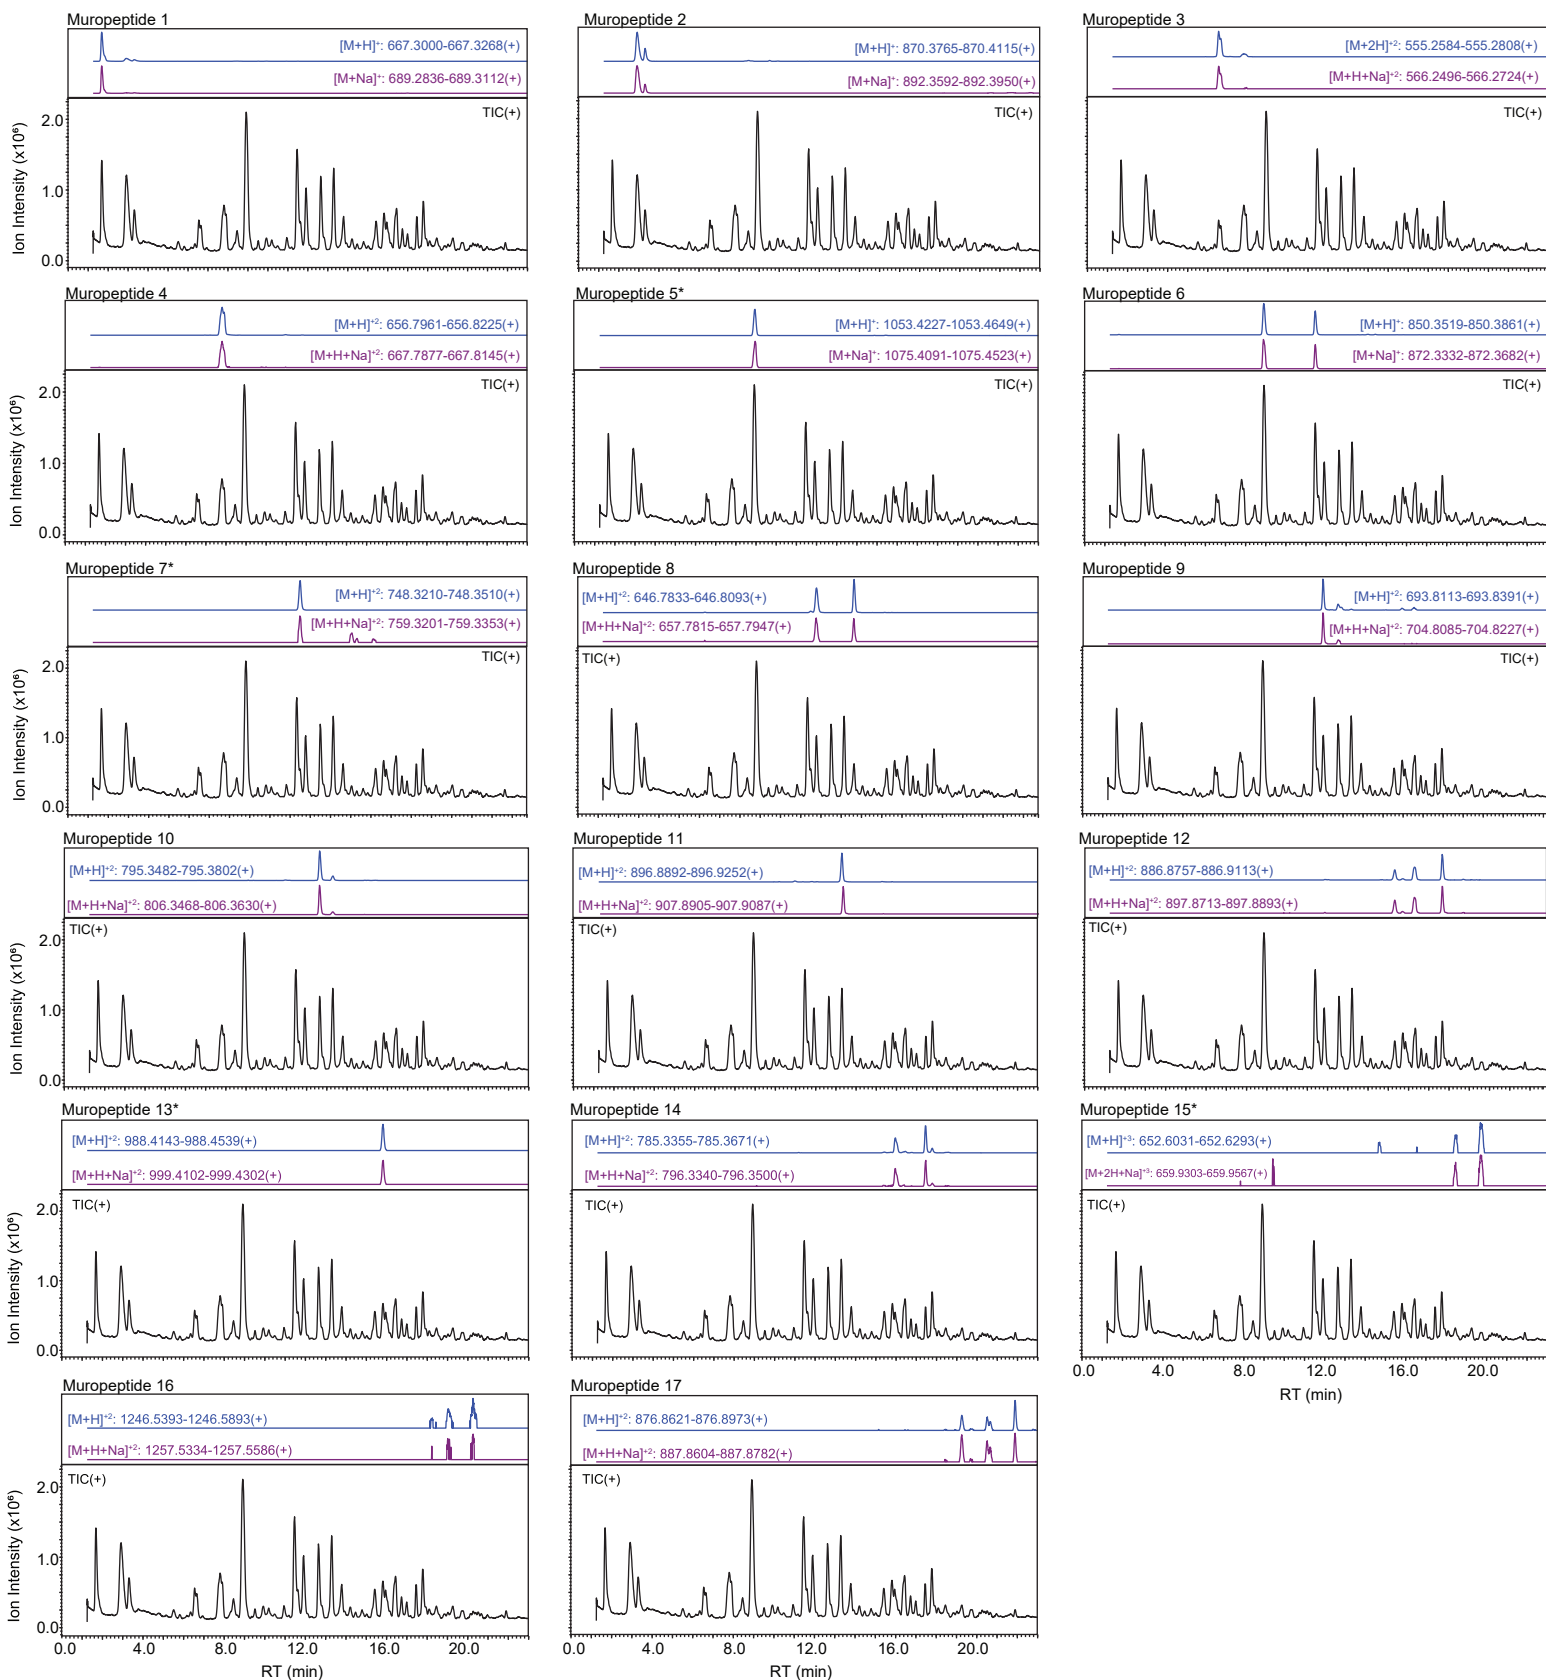 Muropeptide 1
[M+H]⁺: 667.3000-667.3268(+)
[M+Na]⁺: 689.2836-689.3112(+)
TIC(+)
Ion Intensity (x10⁶)
2.0
1.0
0.0
Muropeptide 2
[M+H]⁺: 870.3765-870.4115(+)
[M+Na]⁺: 892.3592-892.3950(+)
TIC(+)
Muropeptide 3
[M+2H]⁺²: 555.2584-555.2808(+)
[M+H+Na]⁺²: 566.2496-566.2724(+)
TIC(+)
Muropeptide 4
[M+H]⁺²: 656.7961-656.8225(+)
[M+H+Na]⁺²: 667.7877-667.8145(+)
TIC(+)
Ion Intensity (x10⁶)
2.0
1.0
0.0
Muropeptide 5*
[M+H]⁺: 1053.4227-1053.4649(+)
[M+Na]⁺: 1075.4091-1075.4523(+)
TIC(+)
Muropeptide 6
[M+H]⁺: 850.3519-850.3861(+)
[M+Na]⁺: 872.3332-872.3682(+)
TIC(+)
Muropeptide 7*
[M+H]⁺²: 748.3210-748.3510(+)
[M+H+Na]⁺²: 759.3201-759.3353(+)
TIC(+)
Ion Intensity (x10⁶)
2.0
1.0
0.0
Muropeptide 8
[M+H]⁺²: 646.7833-646.8093(+)
[M+H+Na]⁺²: 657.7815-657.7947(+)
TIC(+)
Muropeptide 9
[M+H]⁺²: 693.8113-693.8391(+)
[M+H+Na]⁺²: 704.8085-704.8227(+)
TIC(+)
Muropeptide 10
[M+H]⁺²: 795.3482-795.3802(+)
[M+H+Na]⁺²: 806.3468-806.3630(+)
TIC(+)
Ion Intensity (x10⁶)
2.0
1.0
0.0
Muropeptide 11
[M+H]⁺²: 896.8892-896.9252(+)
[M+H+Na]⁺²: 907.8905-907.9087(+)
TIC(+)
Muropeptide 12
[M+H]⁺²: 886.8757-886.9113(+)
[M+H+Na]⁺²: 897.8713-897.8893(+)
TIC(+)
Muropeptide 13*
[M+H]⁺²: 988.4143-988.4539(+)
[M+H+Na]⁺²: 999.4102-999.4302(+)
TIC(+)
Ion Intensity (x10⁶)
2.0
1.0
0.0
Muropeptide 14
[M+H]⁺²: 785.3355-785.3671(+)
[M+H+Na]⁺²: 796.3340-796.3500(+)
TIC(+)
Muropeptide 15*
[M+H]⁺³: 652.6031-652.6293(+)
[M+2H+Na]⁺³: 659.9303-659.9567(+)
TIC(+)
0.0 4.0 8.0 12.0 16.0 20.0
RT (min)
Muropeptide 16
[M+H]⁺²: 1246.5393-1246.5893(+)
[M+H+Na]⁺²: 1257.5334-1257.5586(+)
TIC(+)
Ion Intensity (x10⁶)
2.0
1.0
0.0
0.0 4.0 8.0 12.0 16.0 20.0
RT (min)
Muropeptide 17
[M+H]⁺²: 876.8621-876.8973(+)
[M+H+Na]⁺²: 887.8604-887.8782(+)
TIC(+)
0.0 4.0 8.0 12.0 16.0 20.0
RT (min)